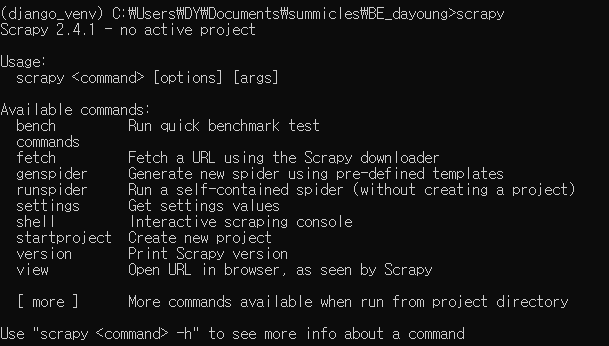 (django_venv) C:₩Users₩DY₩Documents₩summicles₩BE_dayoung>scrapy
Scrapy 2.4.1 - no active project
Usage:
scrapy <command> [options] [args]
Available commands:
bench Run quick benchmark test
commands
fetch Fetch a URL using the Scrapy downloader
genspider Generate new spider using pre-defined templates
runspider Run a self-contained spider (without creating a project)
settings Get settings values
shell Interactive scraping console
startproject Create new project
version Print Scrapy version
view Open URL in browser, as seen by Scrapy
[ more ] More commands available when run from project directory
Use "scrapy <command> -h" to see more info about a command